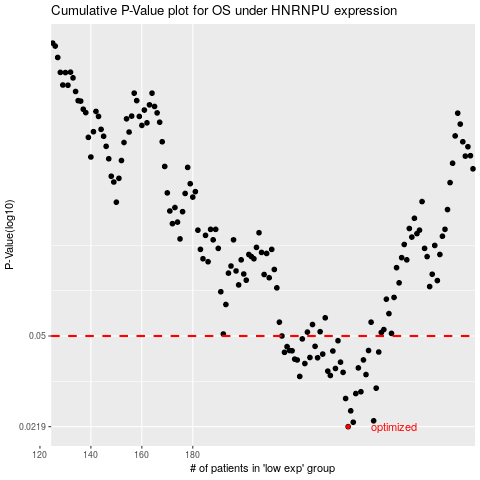 Cumulative P-Value plot for OS under HNRNPU expression
P-Value(log10)
0.05
0.0219
optimized
120 140 160 180
# of patients in 'low exp' group